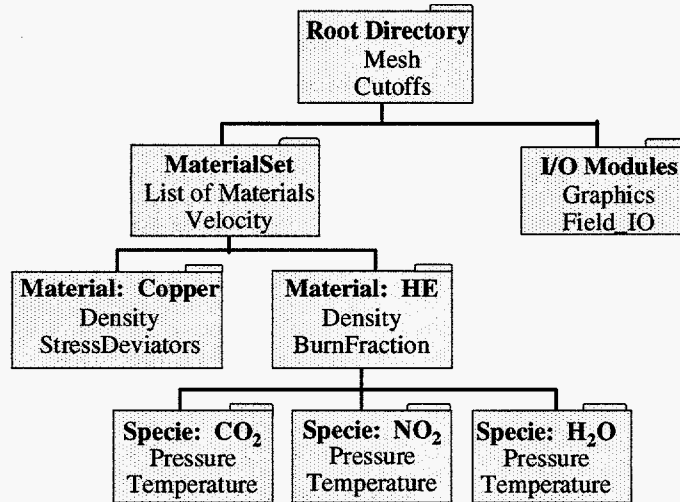 Root Directory
Mesh
Cutoffs
MaterialSet
List of Materials
Velocity
I/O Modules
Graphics
Field_IO
Material: Copper
Density
StressDeviators
Material: HE
Density
BurnFraction
Specie: CO₂
Pressure
Temperature
Specie: NO₂
Pressure
Temperature
Specie: H₂O
Pressure
Temperature